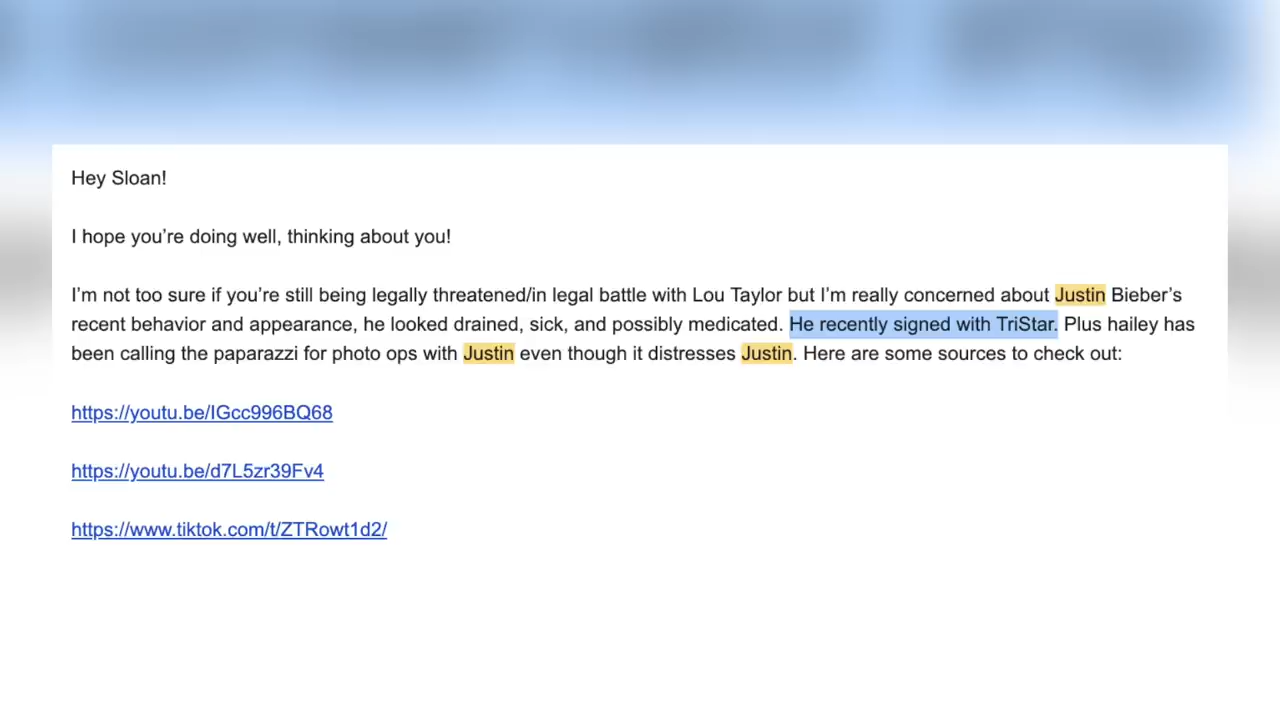 Hey Sloan!
I hope you’re doing well, thinking about you!
I’m not too sure if you’re still being legally threatened/in legal battle with Lou Taylor but I’m really concerned about Justin Bieber’s
recent behavior and appearance, he looked drained, sick, and possibly medicated. He recently signed with TriStar. Plus hailey has
been calling the paparazzi for photo ops with Justin even though it distresses Justin. Here are some sources to check out:
https://youtu.be/IGcc996BQ68
https://youtu.be/d7L5zr39Fv4
https://www.tiktok.com/t/ZTRowt1d2/